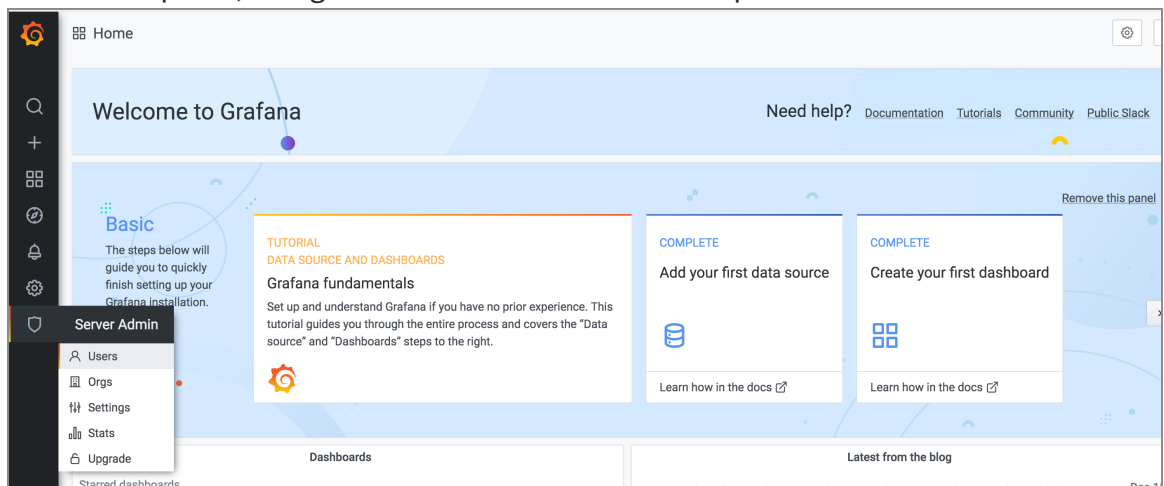 Home
Welcome to Grafana
Need help? Documentation Tutorials Community Public Slack
Remove this panel
Basic
The steps below will
guide you to quickly
finish setting up your
Grafana installation.
TUTORIAL
DATA SOURCE AND DASHBOARDS
Grafana fundamentals
Set up and understand Grafana if you have no prior experience. This
tutorial guides you through the entire process and covers the “Data
source” and “Dashboards” steps to the right.
COMPLETE
Add your first data source
Learn how in the docs
COMPLETE
Create your first dashboard
Learn how in the docs
Server Admin
Users
Orgs
Settings
Stats
Upgrade
Dashboards
Starred dashboards
Latest from the blog